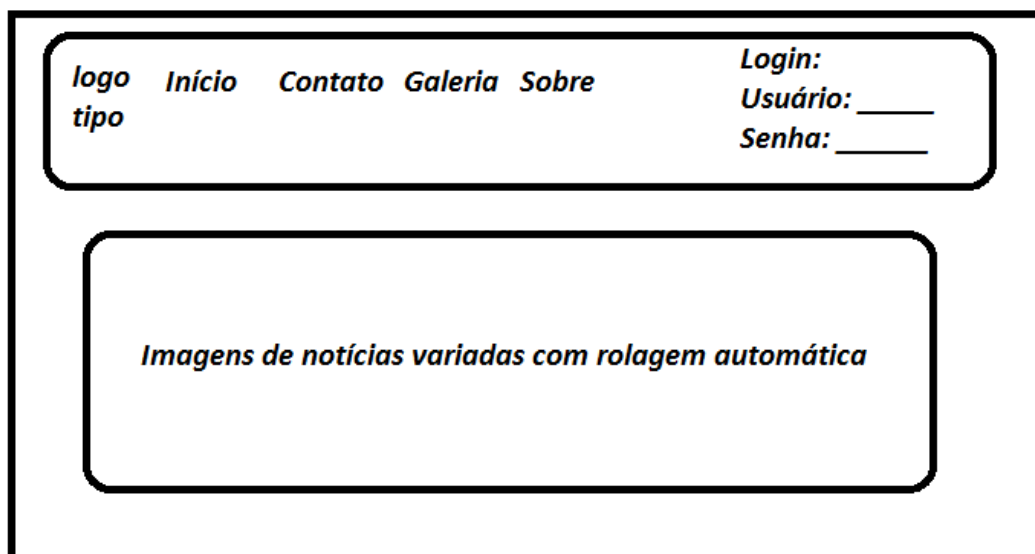 logo
tipo
Início Contato Galeria Sobre
Login:
Usuário: _____
Senha: ______
Imagens de notícias variadas com rolagem automática